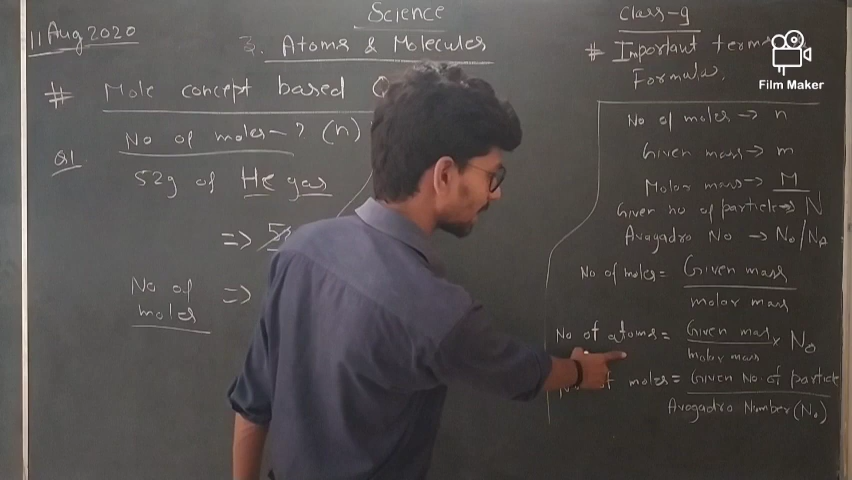 Science
11 Aug 2020
3. Atoms & Molecules
# Mole concept based
No of moles - ? (n)
Q1.
52g of He gas
=>
No of
moles =>
Class-9
# Important terms
Formula.
Film Maker
No of moles → n
Given mass → m
Molar mass → M
Given no of particle → N
Avagadro No → N₀/Nₐ
No of moles = Given mass
molar mass
No of atoms = Given mass × N₀
molar mass
moles = Given No. of particle
Avogadro Number (N₀)